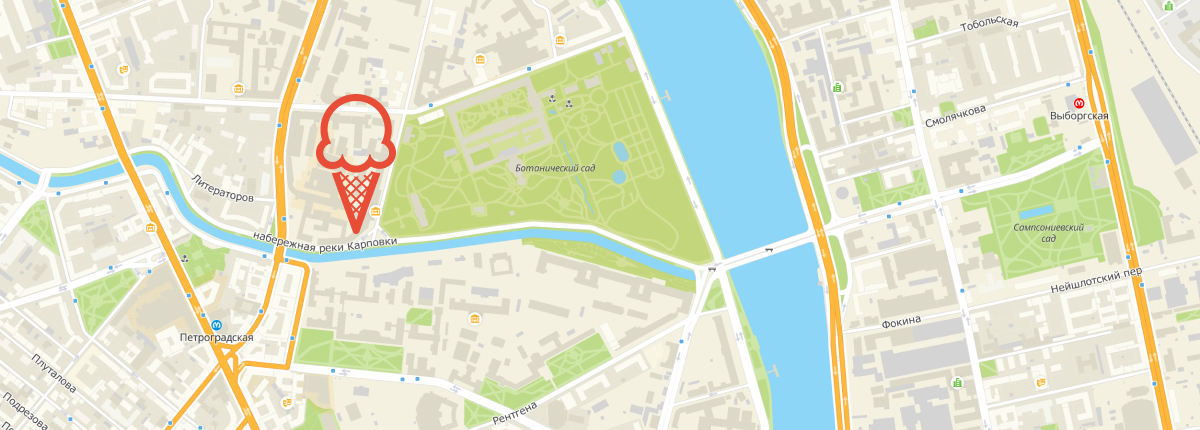 Тобольская
Смолячкова
Выборгская
Ботанический сад
Литераторов
Сампсониевский
сад
набережная реки Карповки
Нейшлотский пер
Фокина
Петроградская
Плуталова
Подрезова
Рентгена